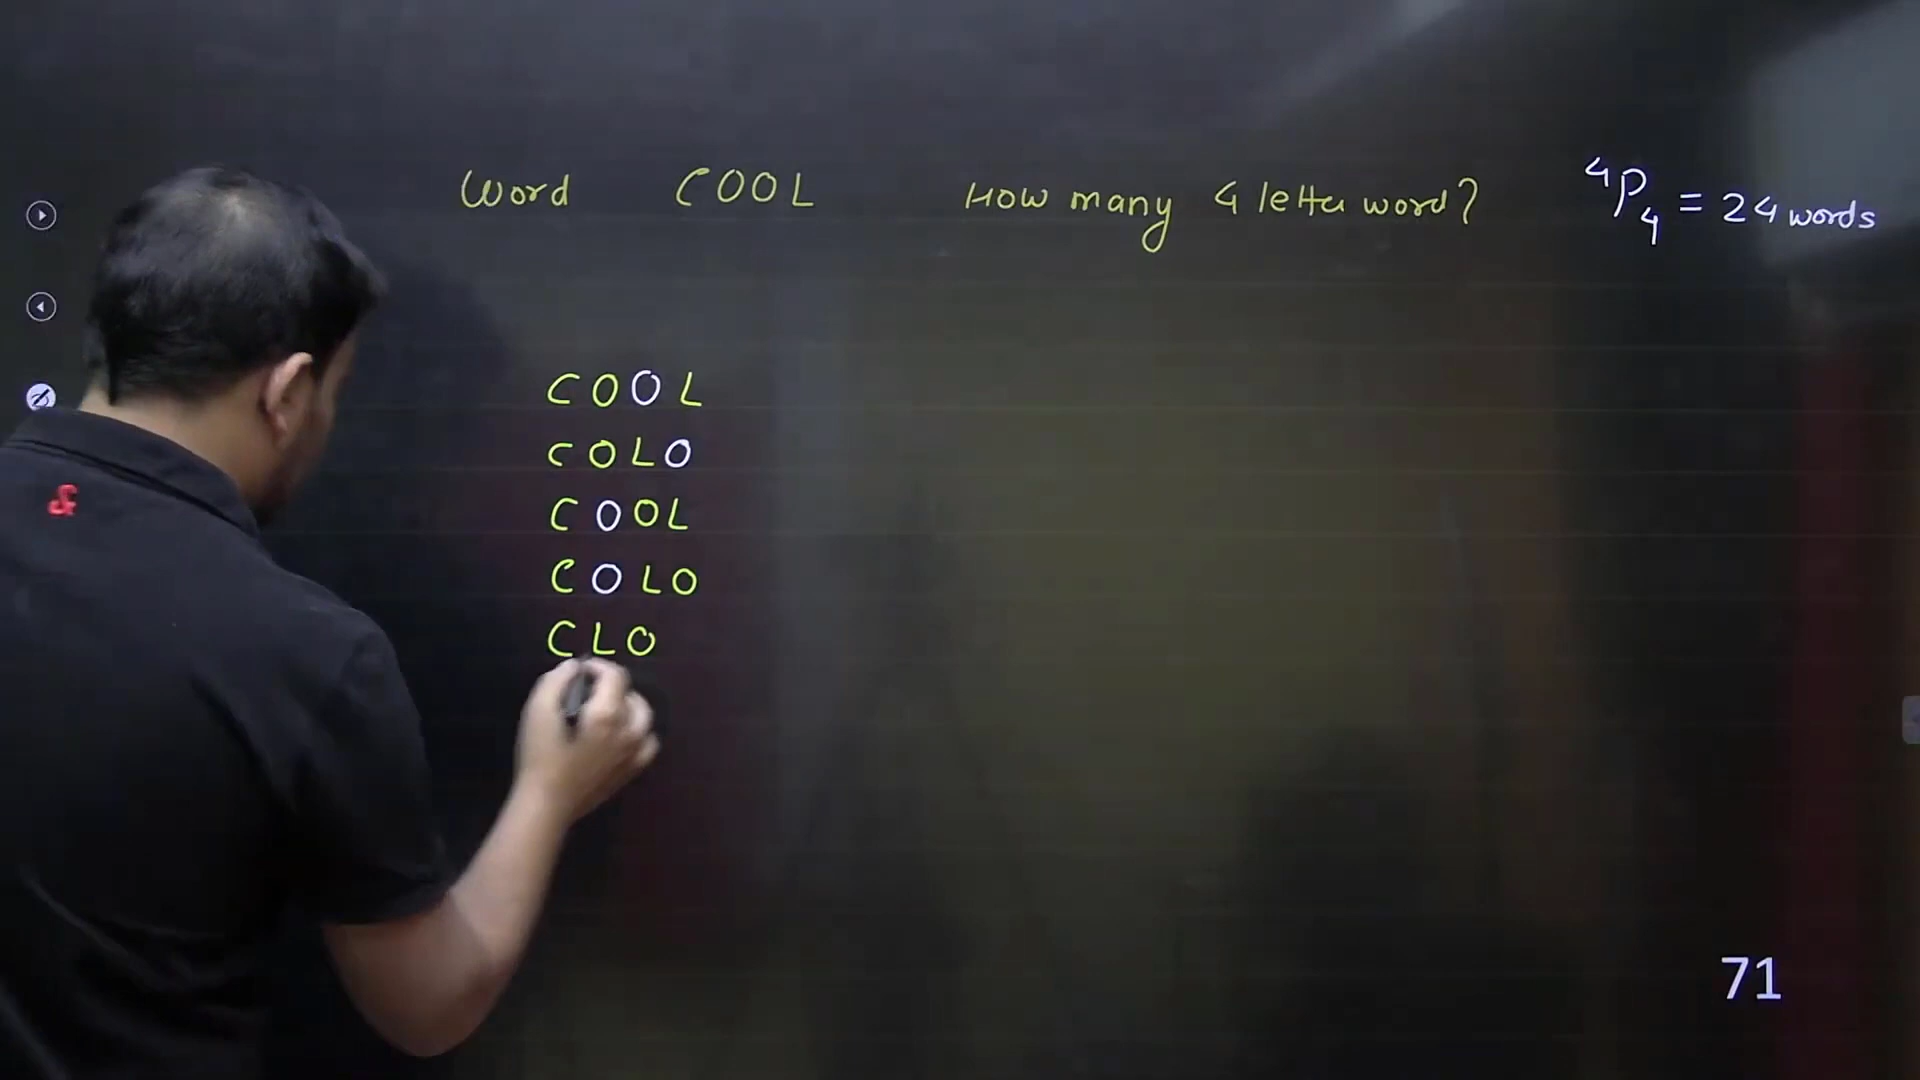 Word COOL How many 4 letter word? ⁴P₄ = 24 words
COOL
COLO
COOL
COLO
CLO
71